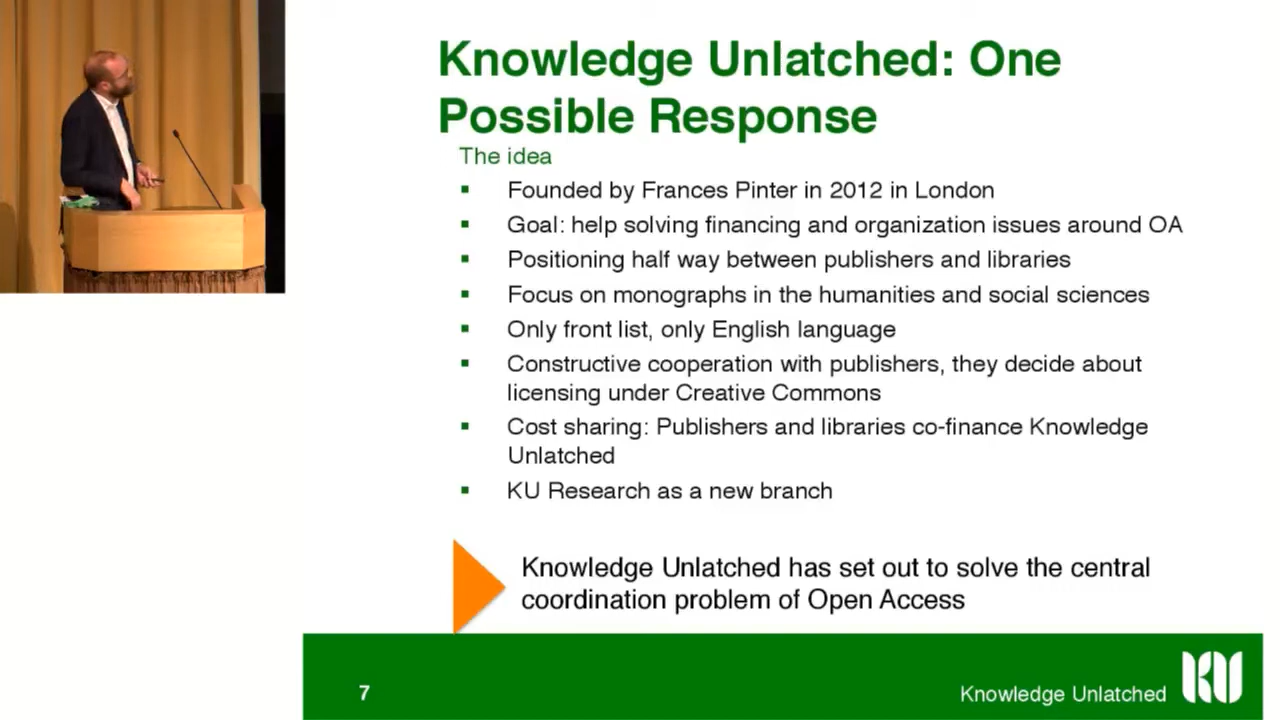 Knowledge Unlatched: One
Possible Response
The idea
Founded by Frances Pinter in 2012 in London
Goal: help solving financing and organization issues around OA
Positioning half way between publishers and libraries
Focus on monographs in the humanities and social sciences
Only front list, only English language
Constructive cooperation with publishers, they decide about
licensing under Creative Commons
Cost sharing: Publishers and libraries co-finance Knowledge
Unlatched
KU Research as a new branch
Knowledge Unlatched has set out to solve the central
coordination problem of Open Access
7
Knowledge Unlatched
KU